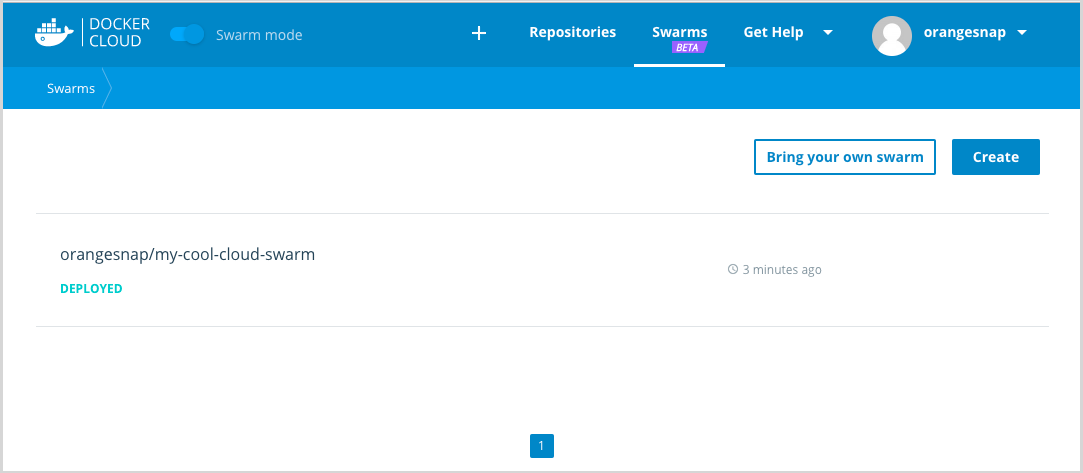 DOCKER
CLOUD
Swarm mode
+
Repositories
Swarms
BETA
Get Help
orangesnap
Swarms
Bring your own swarm
Create
orangesnap/my-cool-cloud-swarm
DEPLOYED
3 minutes ago
1